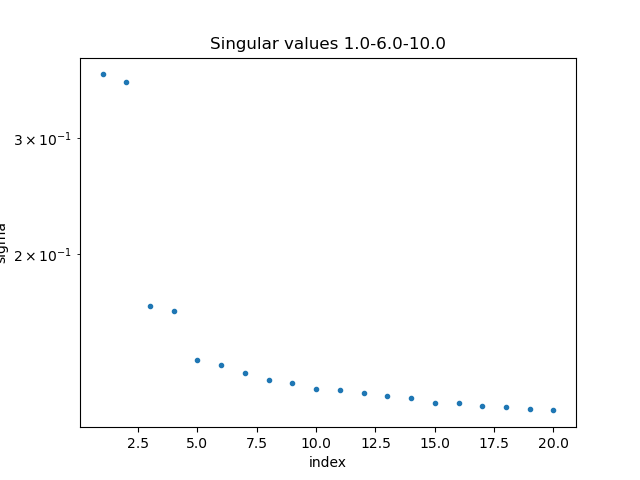 Singular values 1.0-6.0-10.0
3 × 10⁻¹
2 × 10⁻¹
sigma
2.5 5.0 7.5 10.0 12.5 15.0 17.5 20.0
index